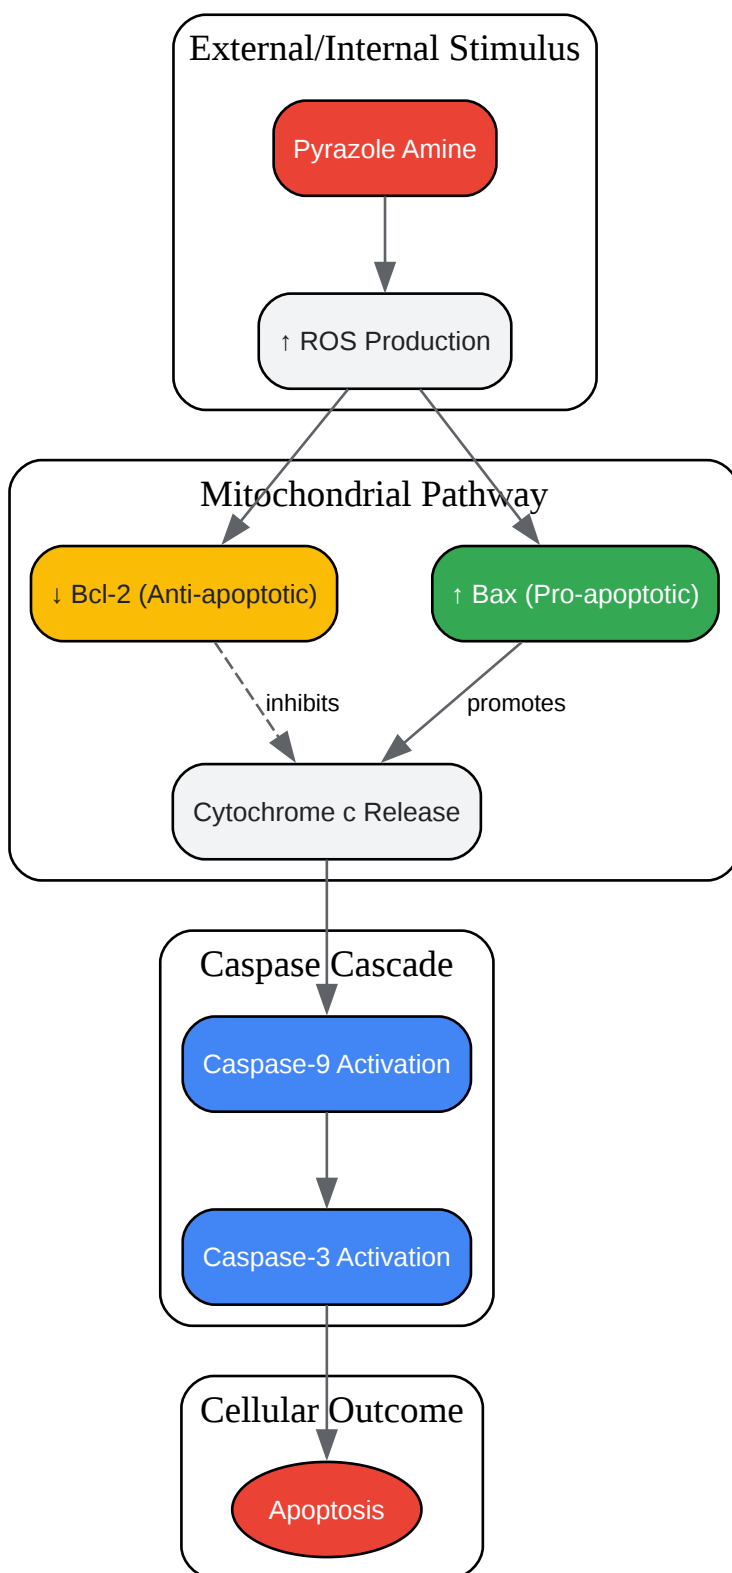 External/Internal Stimulus
Pyrazole Amine
↑ ROS Production
Mitochondrial Pathway
↓ Bcl-2 (Anti-apoptotic)
↑ Bax (Pro-apoptotic)
inhibits
promotes
Cytochrome c Release
Caspase Cascade
Caspase-9 Activation
Caspase-3 Activation
Cellular Outcome
Apoptosis